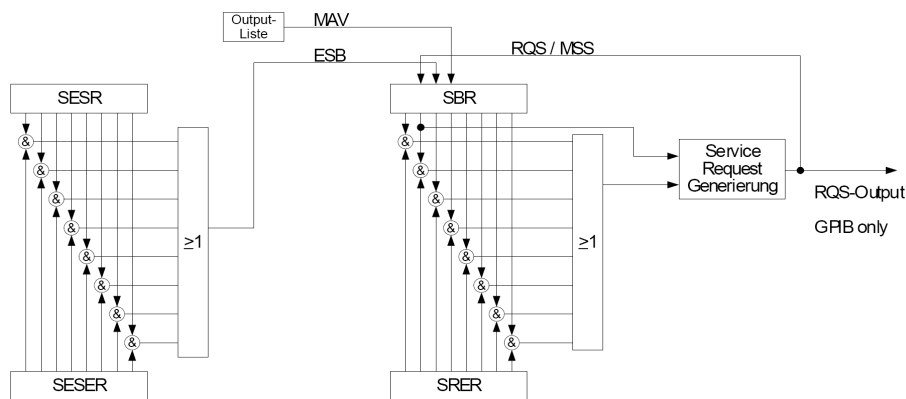 Output-
Liste
MAV
RQS / MSS
ESB
SESR
SBR
&
&
&
&
&
&
&
&
≥1
&
&
&
&
&
&
&
&
≥1
Service
Request
Generierung
RQS-Output
GPIB only
SESER
SRER